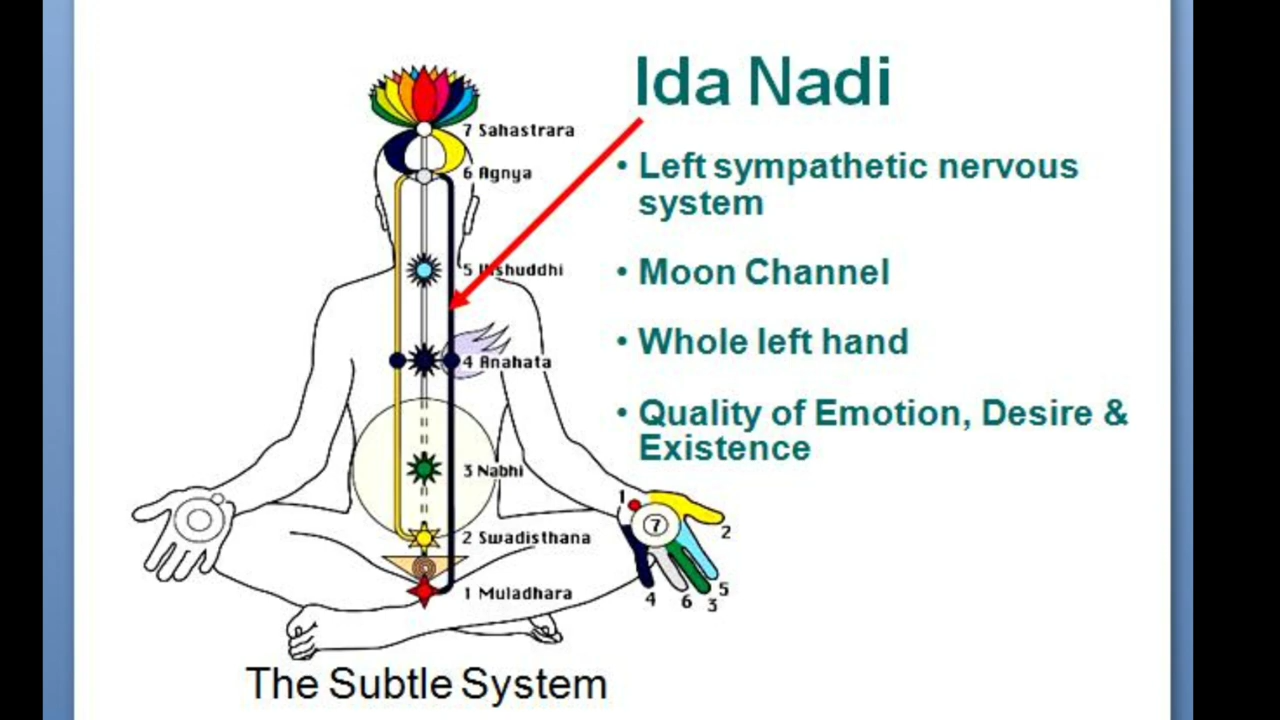 Ida Nadi
• Left sympathetic nervous
system
• Moon Channel
• Whole left hand
• Quality of Emotion, Desire &
Existence
7 Sahastrara
6 Agnya
5 Vishuddhi
4 Anahata
3 Nabhi
2 Swadisthana
1 Muladhara
1
7
2
5
4
6
3
The Subtle System